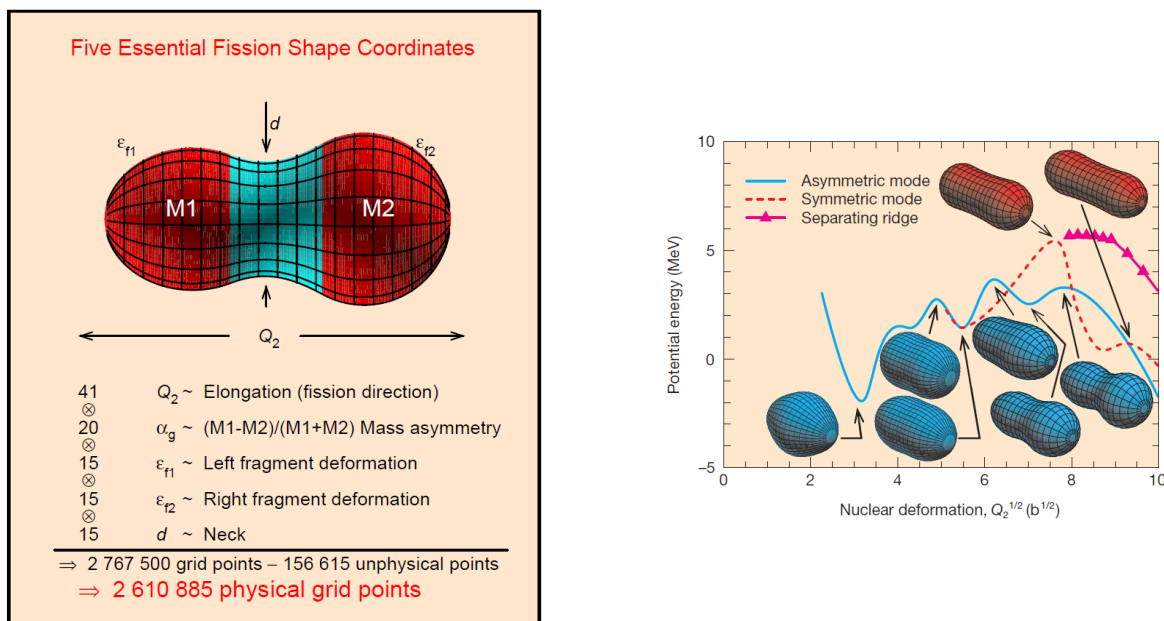 Five Essential Fission Shape Coordinates
d
εf1
εf2
M1
M2
Q2
41 Q2 ~ Elongation (fission direction)
⊗
20 αg ~ (M1-M2)/(M1+M2) Mass asymmetry
⊗
15 εf1 ~ Left fragment deformation
⊗
15 εf2 ~ Right fragment deformation
⊗
15 d ~ Neck
⇒ 2 767 500 grid points – 156 615 unphysical points
⇒ 2 610 885 physical grid points
Potential energy (MeV)
10
5
0
–5
Asymmetric mode
Symmetric mode
Separating ridge
0 2 4 6 8 10
Nuclear deformation, Q2^1/2 (b^1/2)